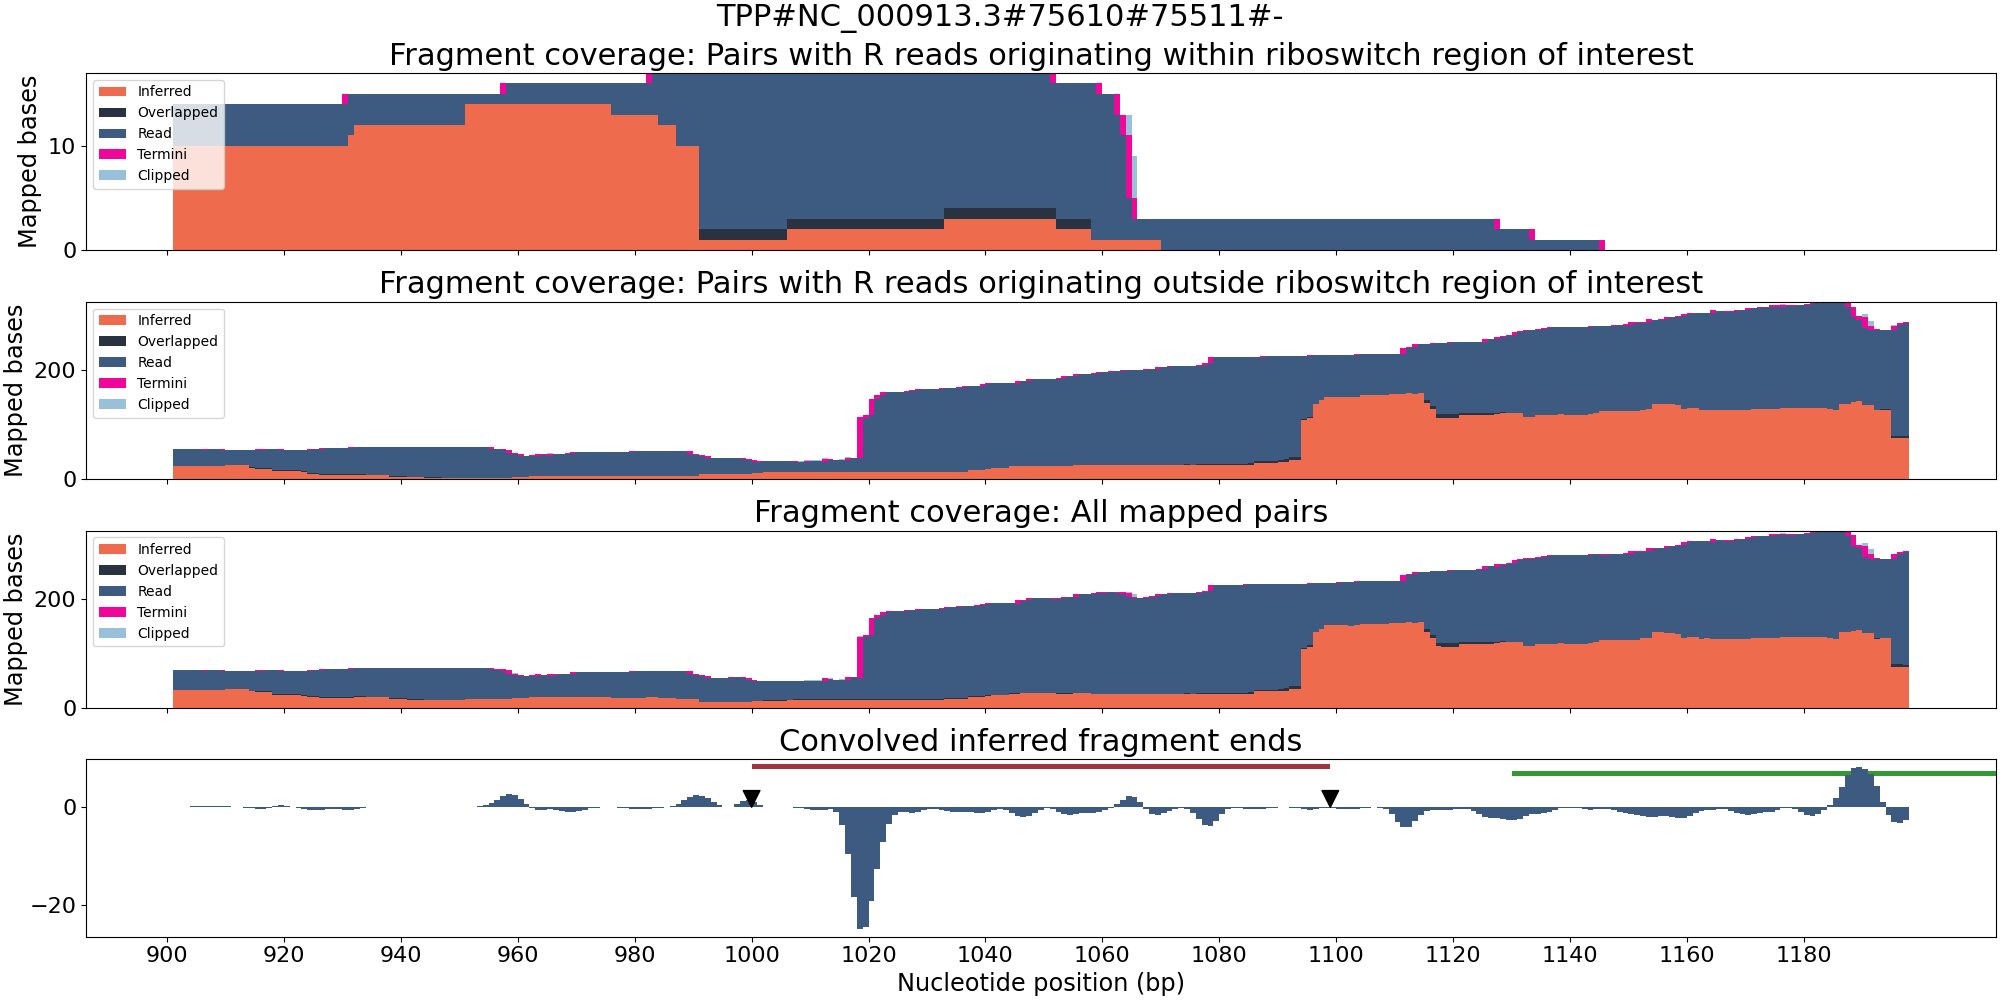 TPP#NC_000913.3#75610#75511#-
Fragment coverage: Pairs with R reads originating within riboswitch region of interest
Mapped bases
10
0
Inferred
Overlapped
Read
Termini
Clipped
Fragment coverage: Pairs with R reads originating outside riboswitch region of interest
Mapped bases
200
0
Inferred
Overlapped
Read
Termini
Clipped
Fragment coverage: All mapped pairs
Mapped bases
200
0
Inferred
Overlapped
Read
Termini
Clipped
Convolved inferred fragment ends
0
−20
900 920 940 960 980 1000 1020 1040 1060 1080 1100 1120 1140 1160 1180
Nucleotide position (bp)